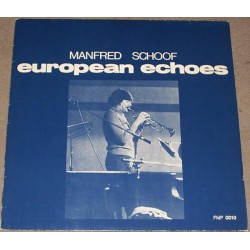 MANFRED SCHOOF
european echoes
FMP 0010